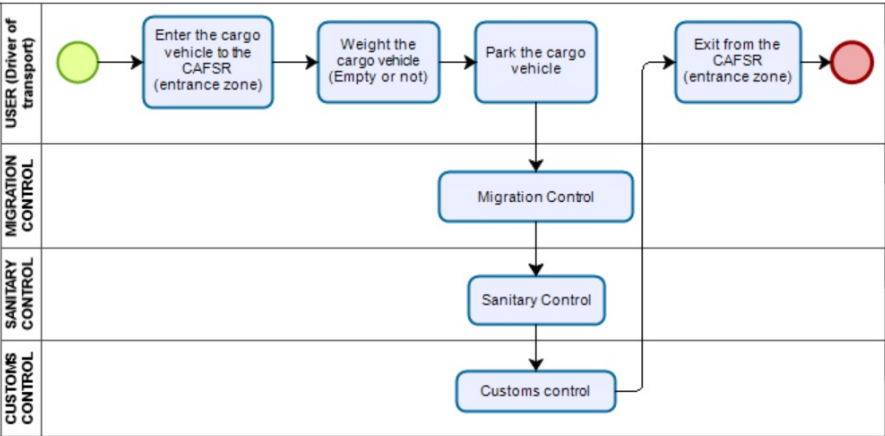 USER (Driver of
transport)
Enter the cargo
vehicle to the
CAFSR
(entrance zone)
Weight the
cargo vehicle
(Empty or not)
Park the cargo
vehicle
Exit from the
CAFSR
(entrance zone)
MIGRATION
CONTROL
Migration Control
SANITARY
CONTROL
Sanitary Control
CUSTOMS
CONTROL
Customs control